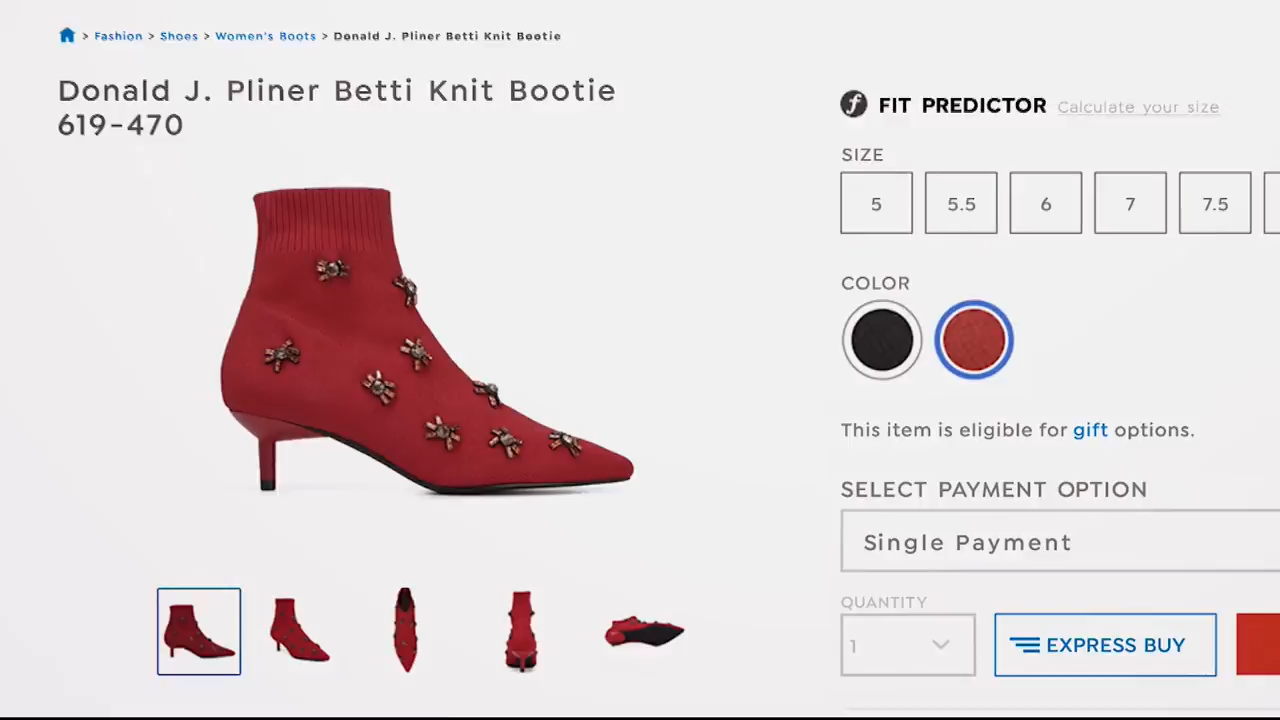 > Fashion > Shoes > Women's Boots > Donald J. Pliner Betti Knit Bootie
Donald J. Pliner Betti Knit Bootie
619-470
f FIT PREDICTOR Calculate your size
SIZE
5 5.5 6 7 7.5
COLOR
This item is eligible for gift options.
SELECT PAYMENT OPTION
Single Payment
QUANTITY
1
EXPRESS BUY